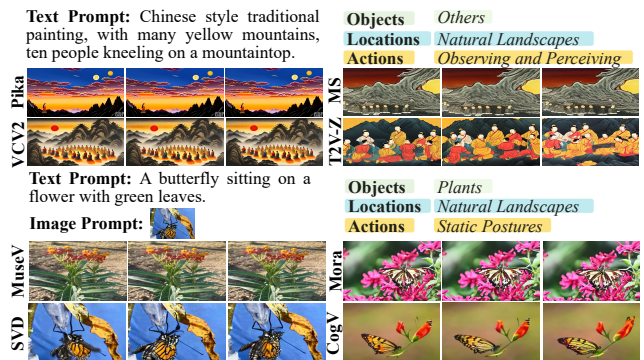 Text Prompt: Chinese style traditional
painting, with many yellow mountains,
ten people kneeling on a mountaintop.
Objects Others
Locations Natural Landscapes
Actions Observing and Perceiving
Pika
MS
VCV2
T2V-Z
Text Prompt: A butterfly sitting on a
flower with green leaves.
Image Prompt:
Objects Plants
Locations Natural Landscapes
Actions Static Postures
MuseV
Mora
SVD
CogV